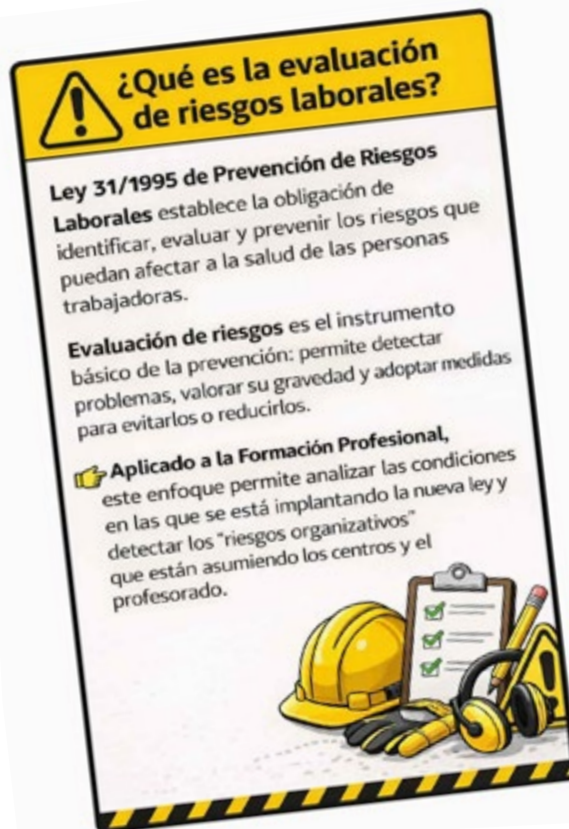 ¿Qué es la evaluación
de riesgos laborales?
Ley 31/1995 de Prevención de Riesgos
Laborales establece la obligación de
identificar, evaluar y prevenir los riesgos que
puedan afectar a la salud de las personas
trabajadoras.
Evaluación de riesgos es el instrumento
básico de la prevención: permite detectar
problemas, valorar su gravedad y adoptar medidas
para evitarlos o reducirlos.
Aplicado a la Formación Profesional,
este enfoque permite analizar las condiciones
en las que se está implantando la nueva ley y
detectar los "riesgos organizativos"
que están asumiendo los centros y el
profesorado.